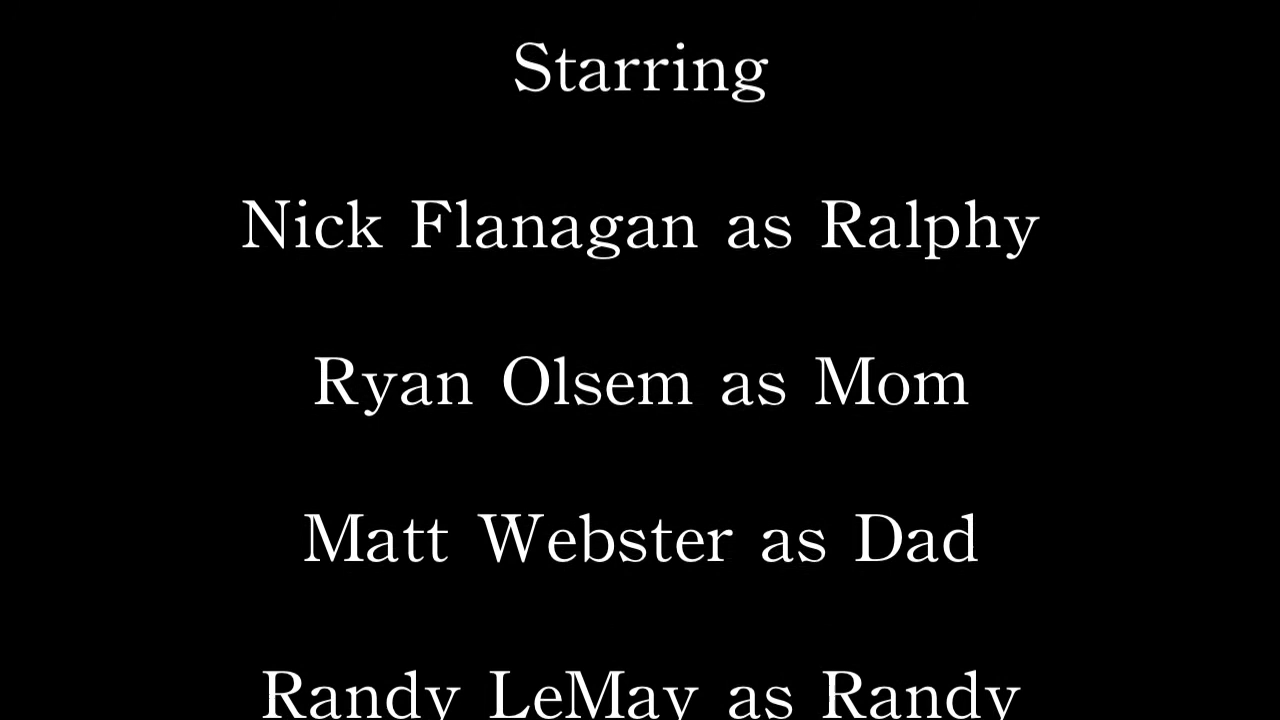 Starring
Nick Flanagan as Ralphy
Ryan Olsem as Mom
Matt Webster as Dad
Randy LeMay as Randy